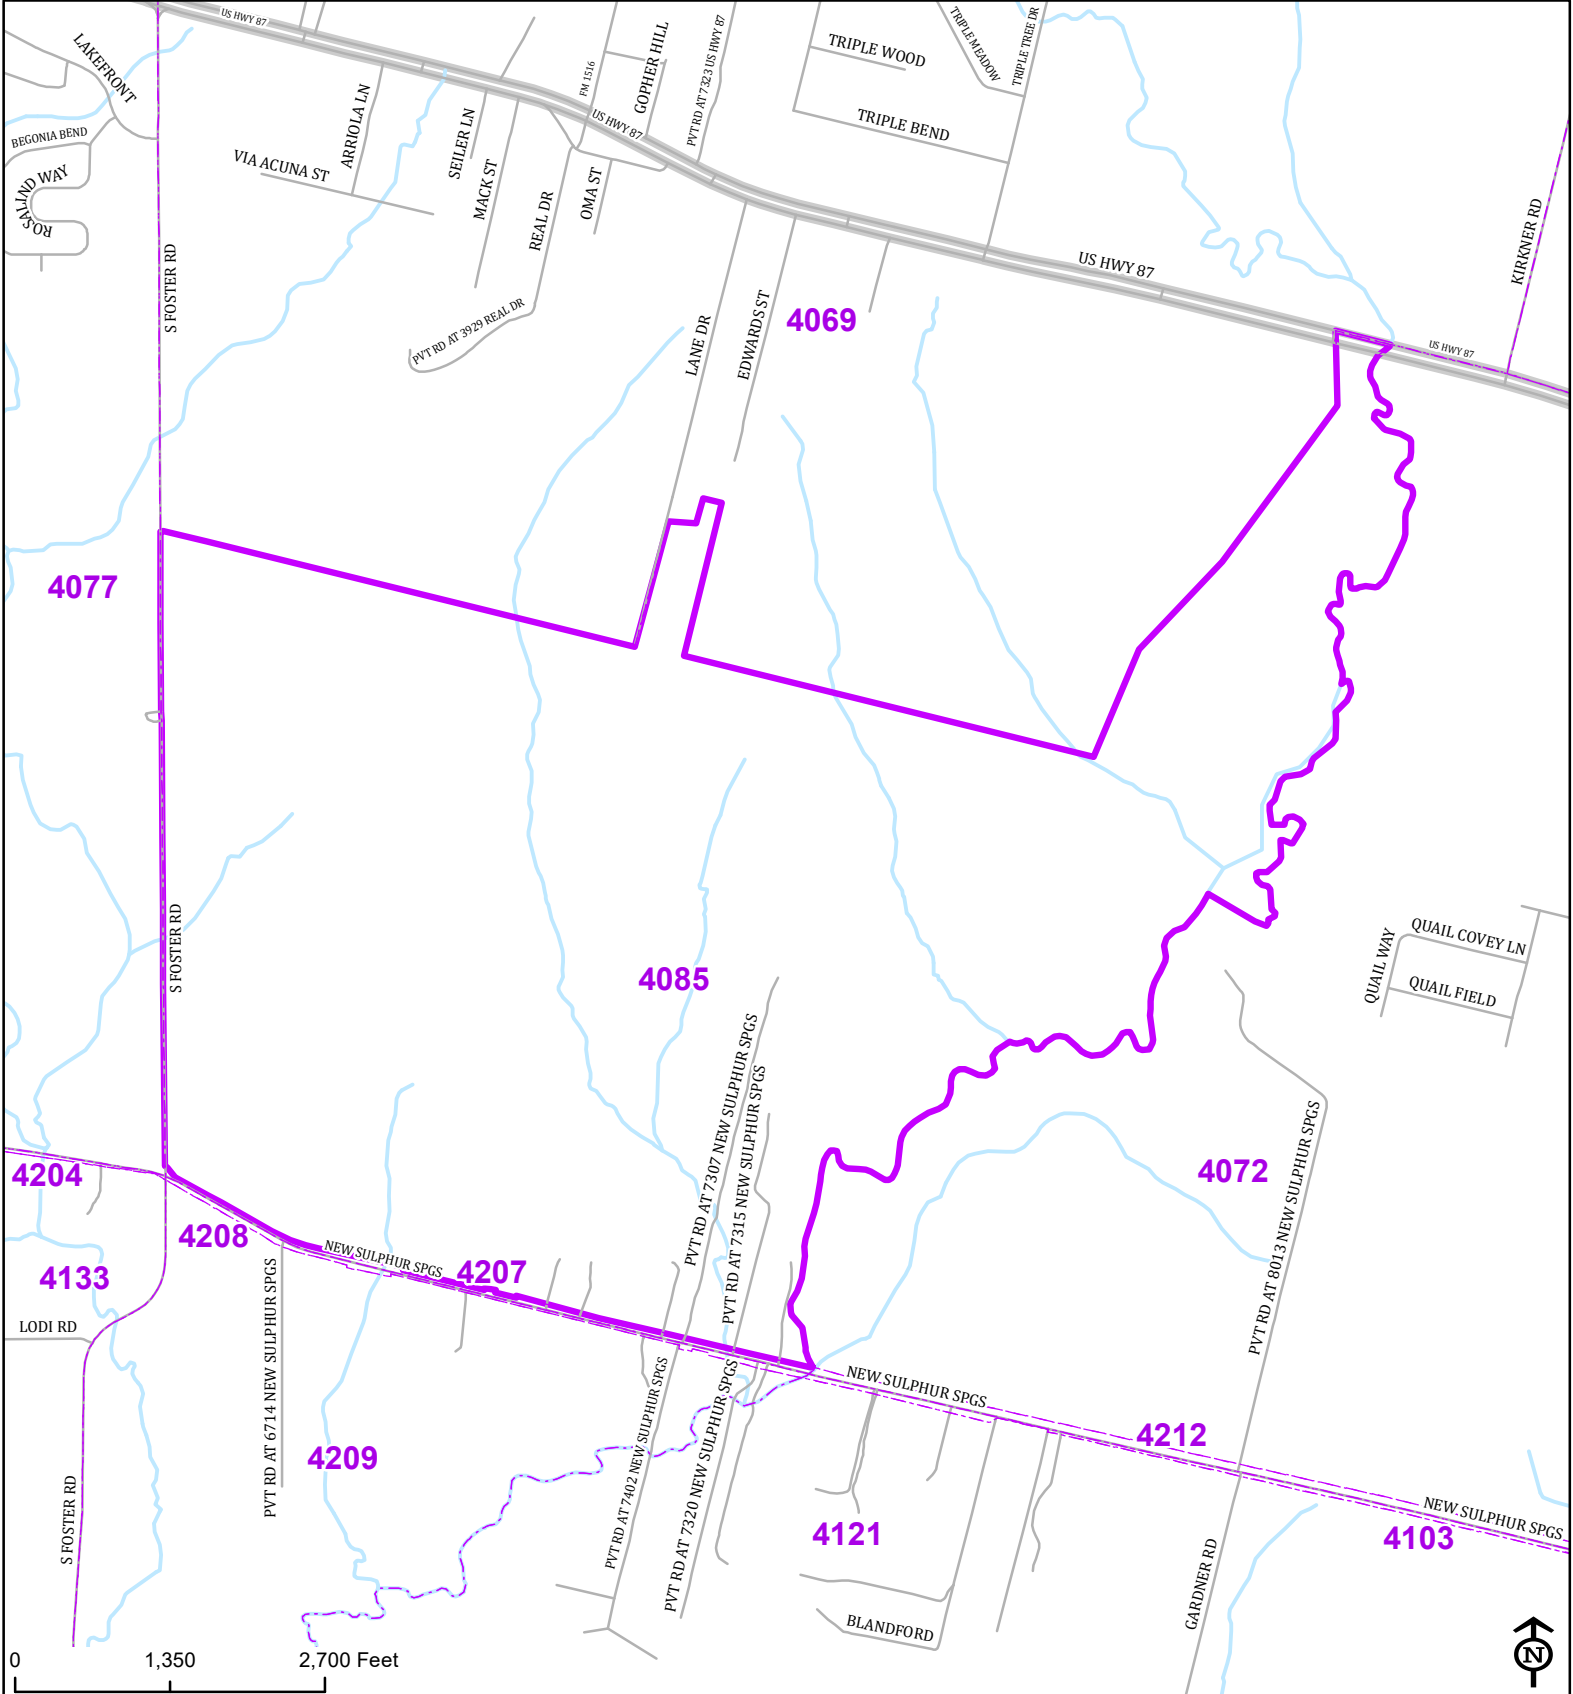 US HWY 87
LAKEFRONT
BEGONIA BEND
ROSALIND WAY
S FOSTER RD
VIA ACUNA ST
ARRIOLA LN
SEILER LN
MACK ST
REAL DR
PVT RD AT 3929 REAL DR
OMA ST
FM 1516
GOPHER HILL
PVT RD AT 7323 US HWY 87
US HWY 87
TRIPLE WOOD
TRIPLE MEADOW
TRIPLE TREE DR
TRIPLE BEND
US HWY 87
KIRKNER RD
US HWY 87
LANE DR
EDWARDS ST
4069
4077
S FOSTER RD
4085
QUAIL WAY
QUAIL COVEY LN
QUAIL FIELD
PVT RD AT 7307 NEW SULPHUR SPGS
PVT RD AT 7315 NEW SULPHUR SPGS
4072
PVT RD AT 8013 NEW SULPHUR SPGS
4204
4208
4133
NEW SULPHUR SPGS
4207
LODI RD
PVT RD AT 6714 NEW SULPHUR SPGS
4209
S FOSTER RD
PVT RD AT 7402 NEW SULPHUR SPGS
PVT RD AT 7320 NEW SULPHUR SPGS
NEW SULPHUR SPGS
4212
4121
NEW SULPHUR SPGS
4103
BLANDFORD
GARDNER RD
0 1,350 2,700 Feet
N